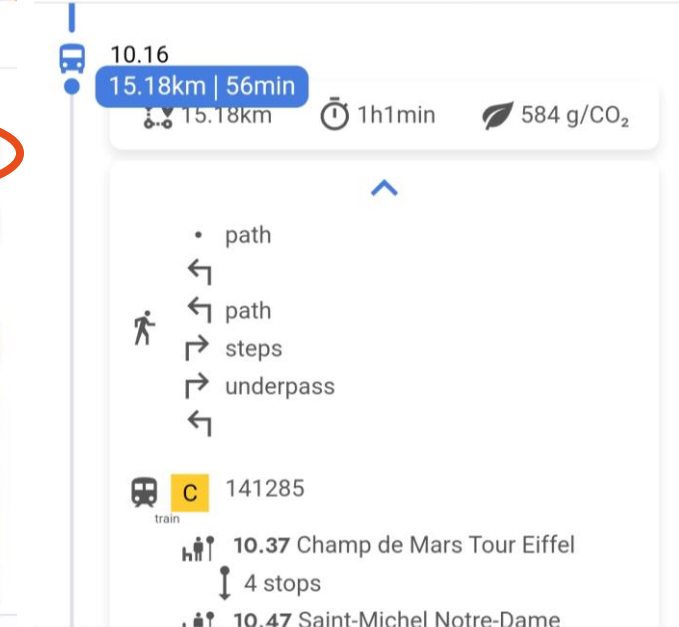 10.16
15.18km | 56min
15.18km 1h1min 584 g/CO₂
path
path
steps
underpass
C 141285
train
10.37 Champ de Mars Tour Eiffel
4 stops
10.47 Saint-Michel Notre-Dame